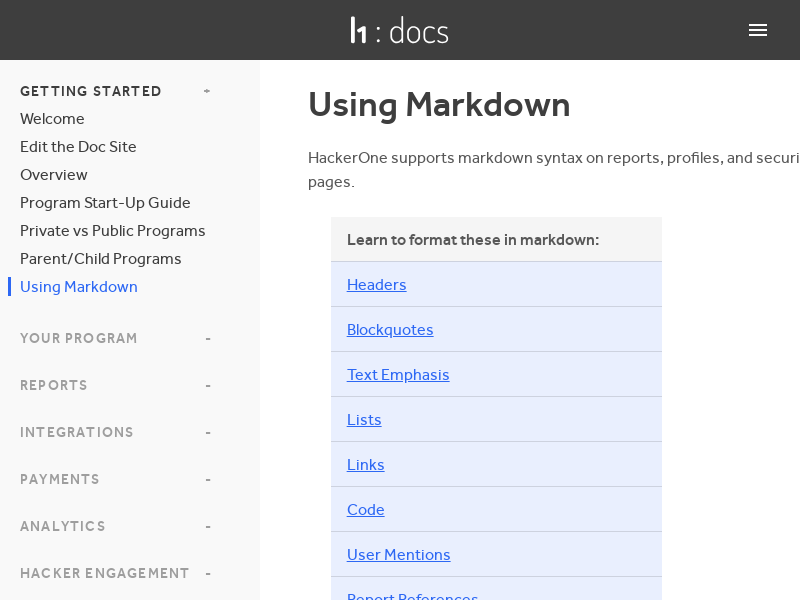 h : docs
GETTING STARTED
Welcome
Edit the Doc Site
Overview
Program Start-Up Guide
Private vs Public Programs
Parent/Child Programs
Using Markdown
YOUR PROGRAM -
REPORTS -
INTEGRATIONS -
PAYMENTS -
ANALYTICS -
HACKER ENGAGEMENT -
Using Markdown
HackerOne supports markdown syntax on reports, profiles, and securi
pages.
Learn to format these in markdown:
Headers
Blockquotes
Text Emphasis
Lists
Links
Code
User Mentions
Report References